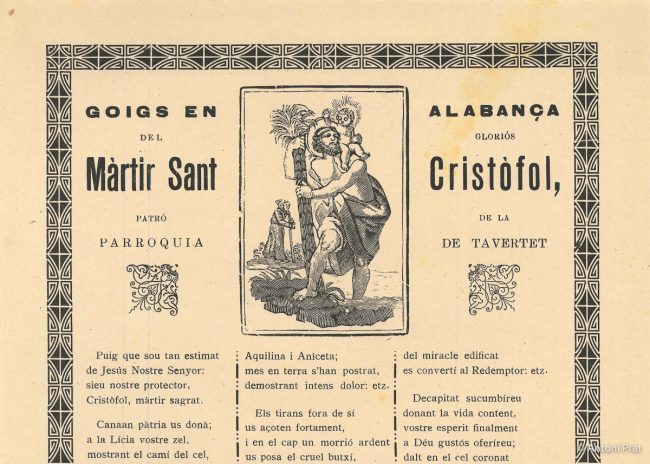 GOIGS EN ALABANÇA
DEL GLORIÓS
Màrtir Sant Cristòfol,
PATRÓ DE LA
PARROQUIA DE TAVERTET
Puig que sou tan estimat
de Jesús Nostre Senyor:
sieu nostre protector,
Cristòfol, màrtir sagrat.
Canaan pàtria us donà;
a la Lícia vostre zel,
mostrant el camí del cel,
Aquilina i Aniceta;
mes en terra s'han postrat,
demostrant intens dolor: etz.
Els tirans fora de sí
us açoten fortament,
i en el cap un morrió ardent
us posa el cruel butxí,
del miracle edificat
es convertí al Redemptor: etz.
Decapitat sucumbíreu
donant la vida content,
vostre esperit finalment
a Déu gustós oferíreu;
dalt en el cel coronat
Antoni Prat